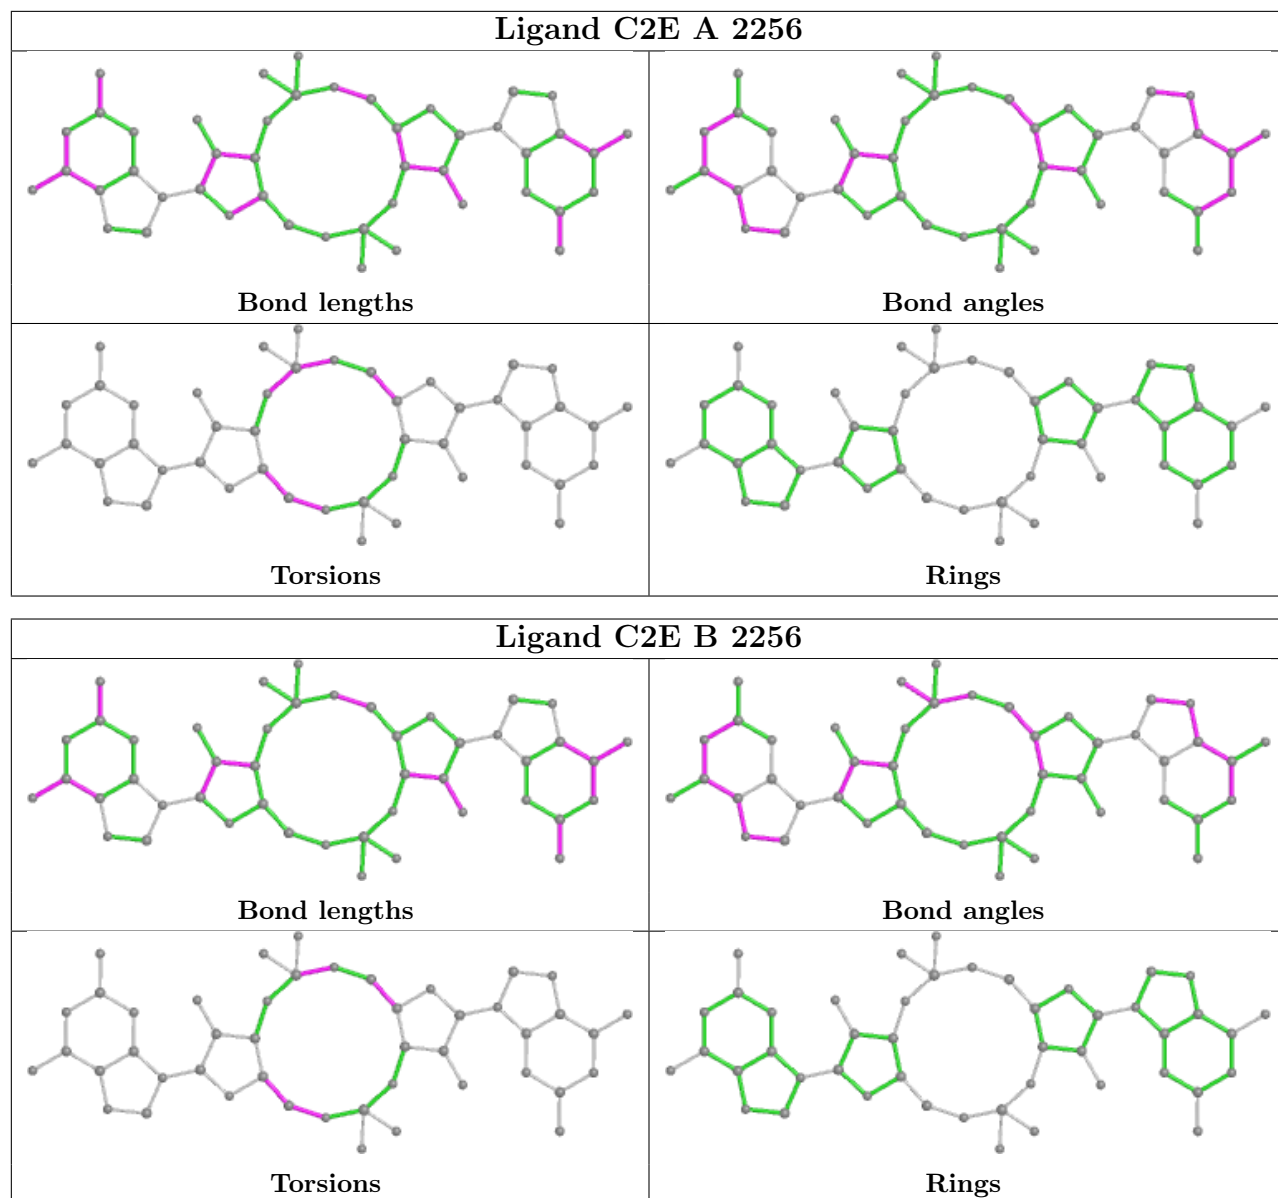 Ligand C2E A 2256
Bond lengths
Bond angles
Torsions
Rings
Ligand C2E B 2256
Bond lengths
Bond angles
Torsions
Rings